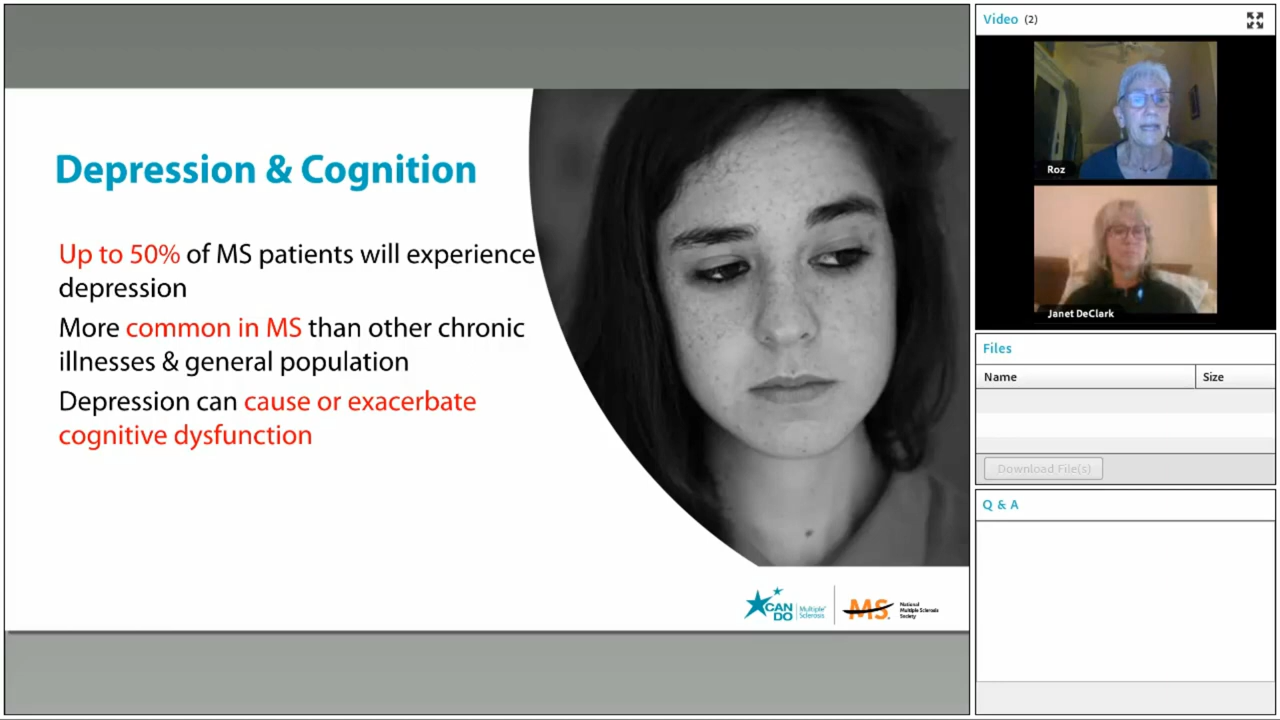 Depression & Cognition
Up to 50% of MS patients will experience
depression
More common in MS than other chronic
illnesses & general population
Depression can cause or exacerbate
cognitive dysfunction
CAN
DO
Multiple
Sclerosis
MS
National
Multiple Sclerosis
Society
Video (2)
Roz
Janet DeClark
Files
Name
Size
Download File(s)
Q & A